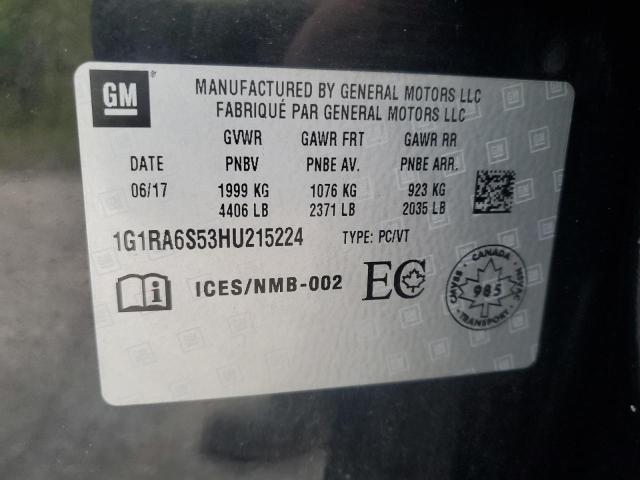 GM
MANUFACTURED BY GENERAL MOTORS LLC
FABRIQUÉ PAR GENERAL MOTORS LLC
GVWR GAWR FRT GAWR RR
DATE PNBV PNBE AV. PNBE ARR.
06/17 1999 KG 1076 KG 923 KG
4406 LB 2371 LB 2035 LB
1G1RA6S53HU215224 TYPE: PC/VT
ICES/NMB-002 EC
CANADA
CMVSS NSVAC
985
TRANSPORT